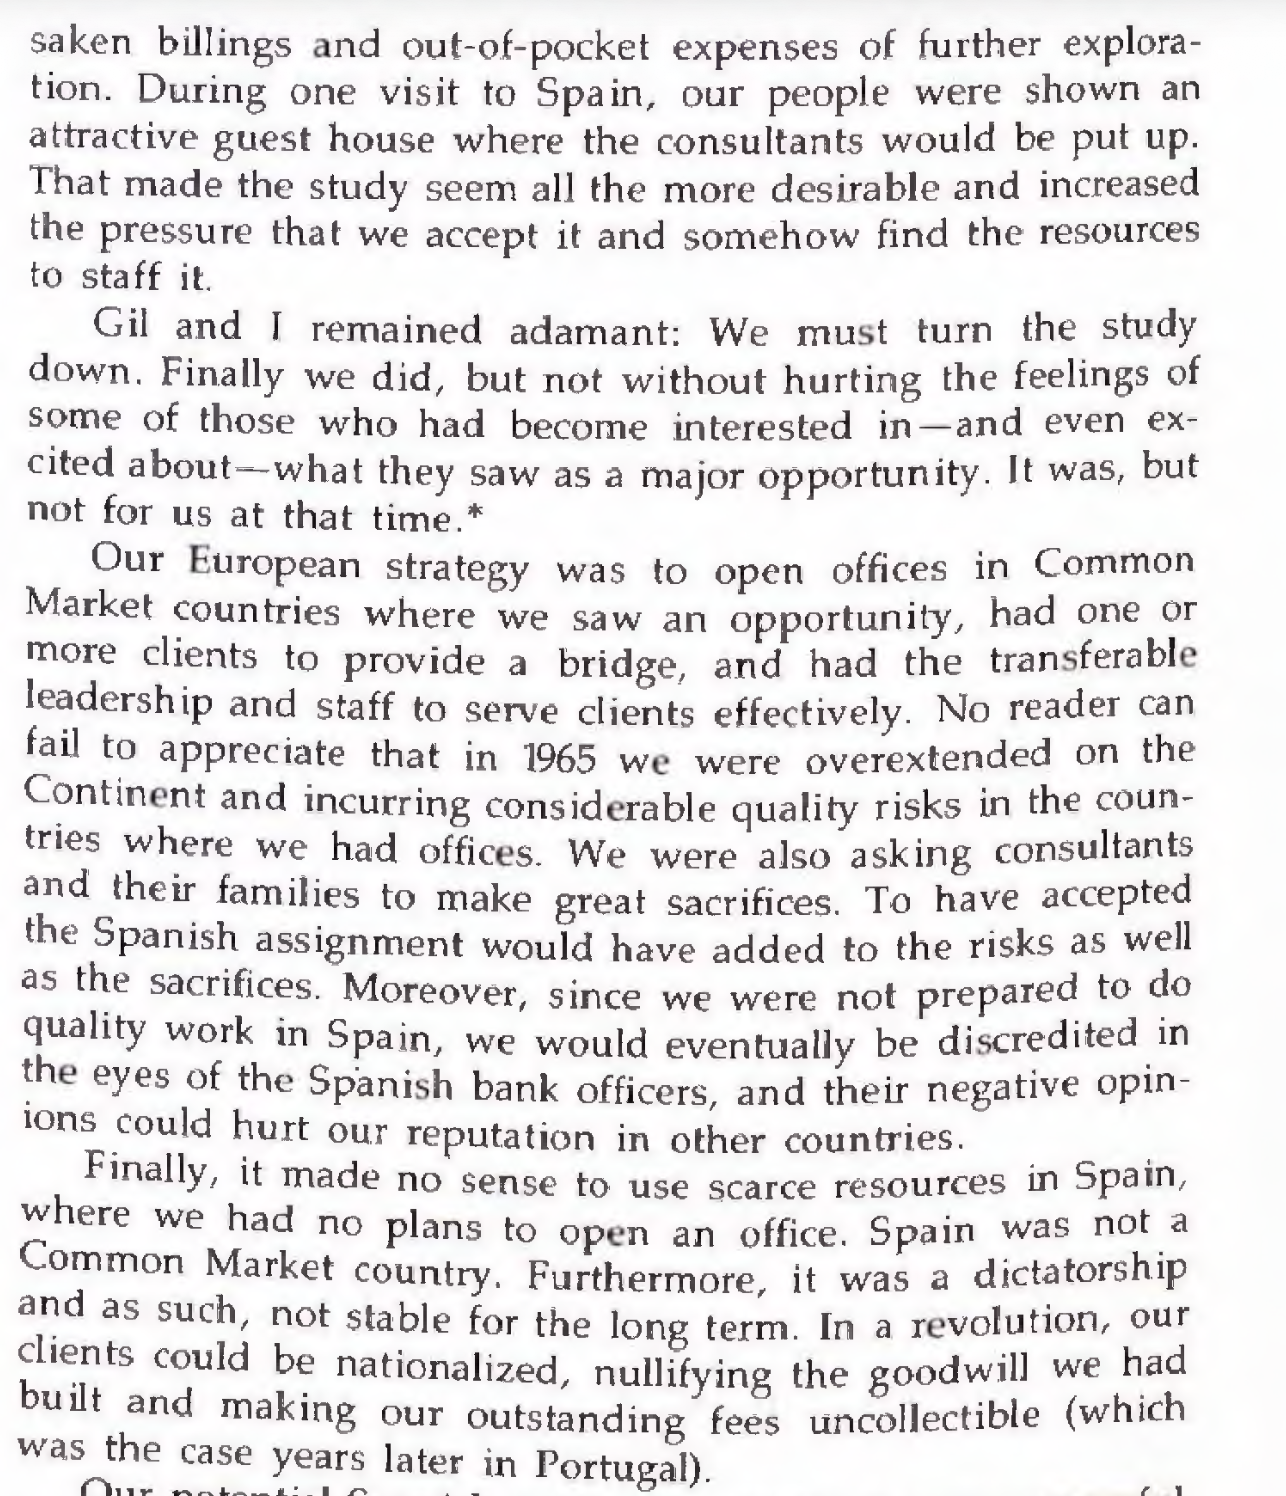 saken billings and out-of-pocket expenses of further explora-
tion. During one visit to Spain, our people were shown an
attractive guest house where the consultants would be put up.
That made the study seem all the more desirable and increased
the pressure that we accept it and somehow find the resources
to staff it.
Gil and I remained adamant: We must turn the study
down. Finally we did, but not without hurting the feelings of
some of those who had become interested in—and even ex-
cited about—what they saw as a major opportunity. It was, but
not for us at that time.*
Our European strategy was to open offices in Common
Market countries where we saw an opportunity, had one or
more clients to provide a bridge, and had the transferable
leadership and staff to serve clients effectively. No reader can
fail to appreciate that in 1965 we were overextended on the
Continent and incurring considerable quality risks in the coun-
tries where we had offices. We were also asking consultants
and their families to make great sacrifices. To have accepted
the Spanish assignment would have added to the risks as well
as the sacrifices. Moreover, since we were not prepared to do
quality work in Spain, we would eventually be discredited in
the eyes of the Spanish bank officers, and their negative opin-
ions could hurt our reputation in other countries.
Finally, it made no sense to use scarce resources in Spain,
where we had no plans to open an office. Spain was not a
Common Market country. Furthermore, it was a dictatorship
and as such, not stable for the long term. In a revolution, our
clients could be nationalized, nullifying the goodwill we had
built and making our outstanding fees uncollectible (which
was the case years later in Portugal).
Our potential